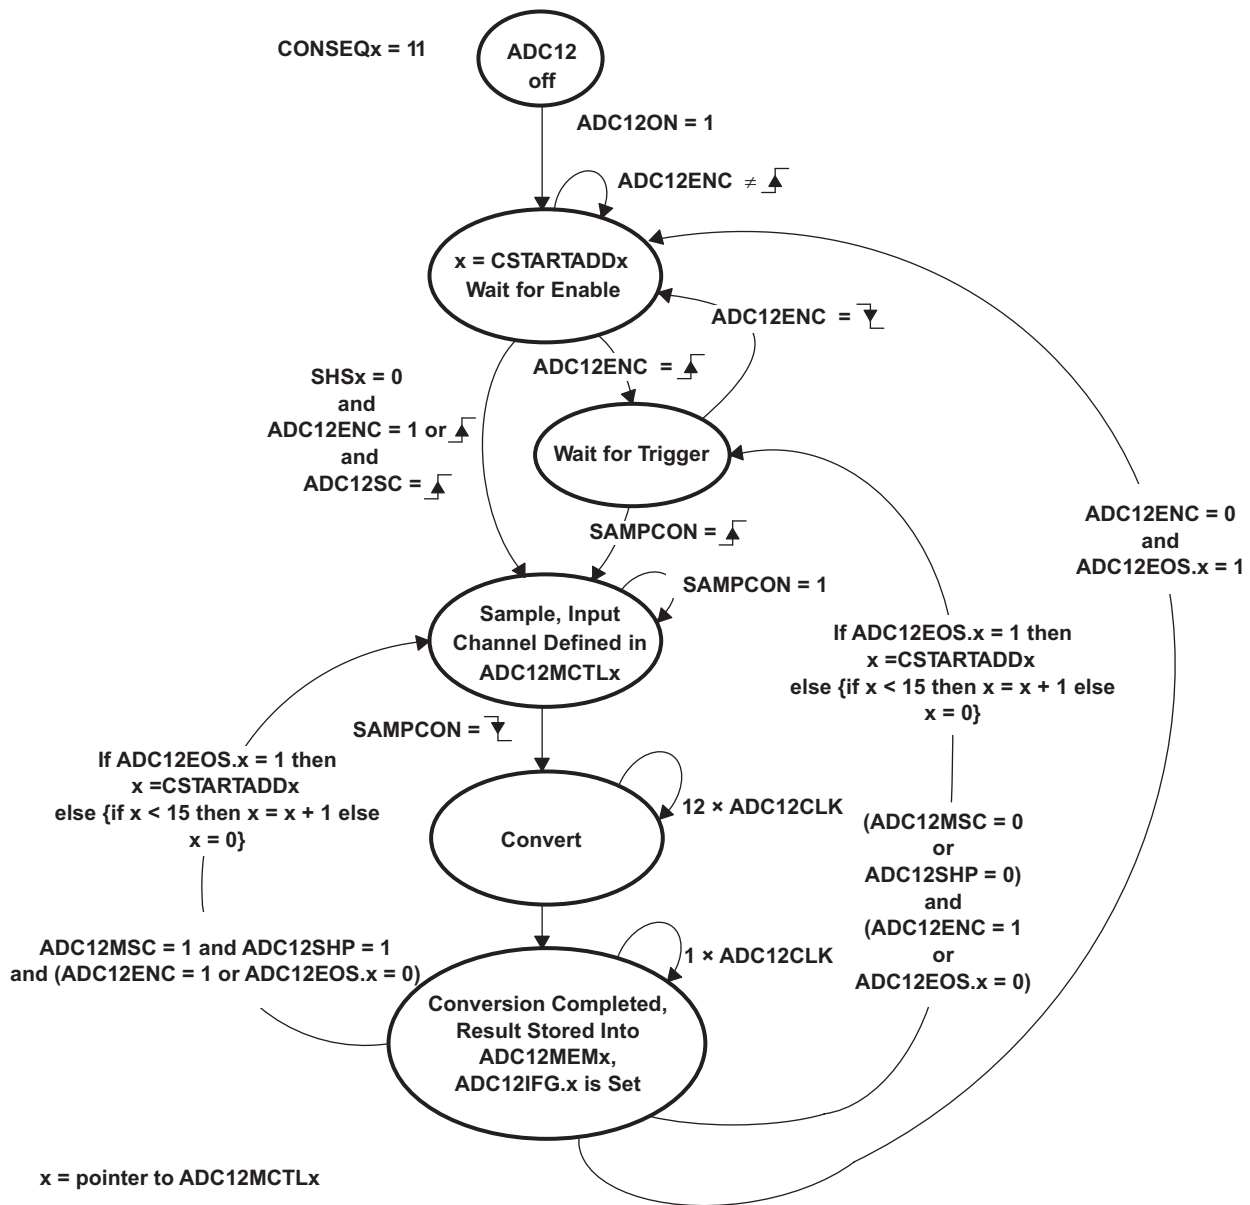 CONSEQx = 11
ADC12
off
ADC12ON = 1
ADC12ENC ≠
x = CSTARTADDx
Wait for Enable
ADC12ENC =
ADC12ENC =
SHSx = 0
and
ADC12ENC = 1 or
and
ADC12SC =
Wait for Trigger
SAMPCON =
ADC12ENC = 0
and
ADC12EOS.x = 1
SAMPCON = 1
Sample, Input
Channel Defined in
ADC12MCTLx
If ADC12EOS.x = 1 then
x =CSTARTADDx
else {if x < 15 then x = x + 1 else
x = 0}
SAMPCON =
If ADC12EOS.x = 1 then
x =CSTARTADDx
else {if x < 15 then x = x + 1 else
x = 0}
12 × ADC12CLK
Convert
(ADC12MSC = 0
or
ADC12SHP = 0)
and
(ADC12ENC = 1
or
ADC12EOS.x = 0)
ADC12MSC = 1 and ADC12SHP = 1
and (ADC12ENC = 1 or ADC12EOS.x = 0)
1 × ADC12CLK
Conversion Completed,
Result Stored Into
ADC12MEMx,
ADC12IFG.x is Set
x = pointer to ADC12MCTLx